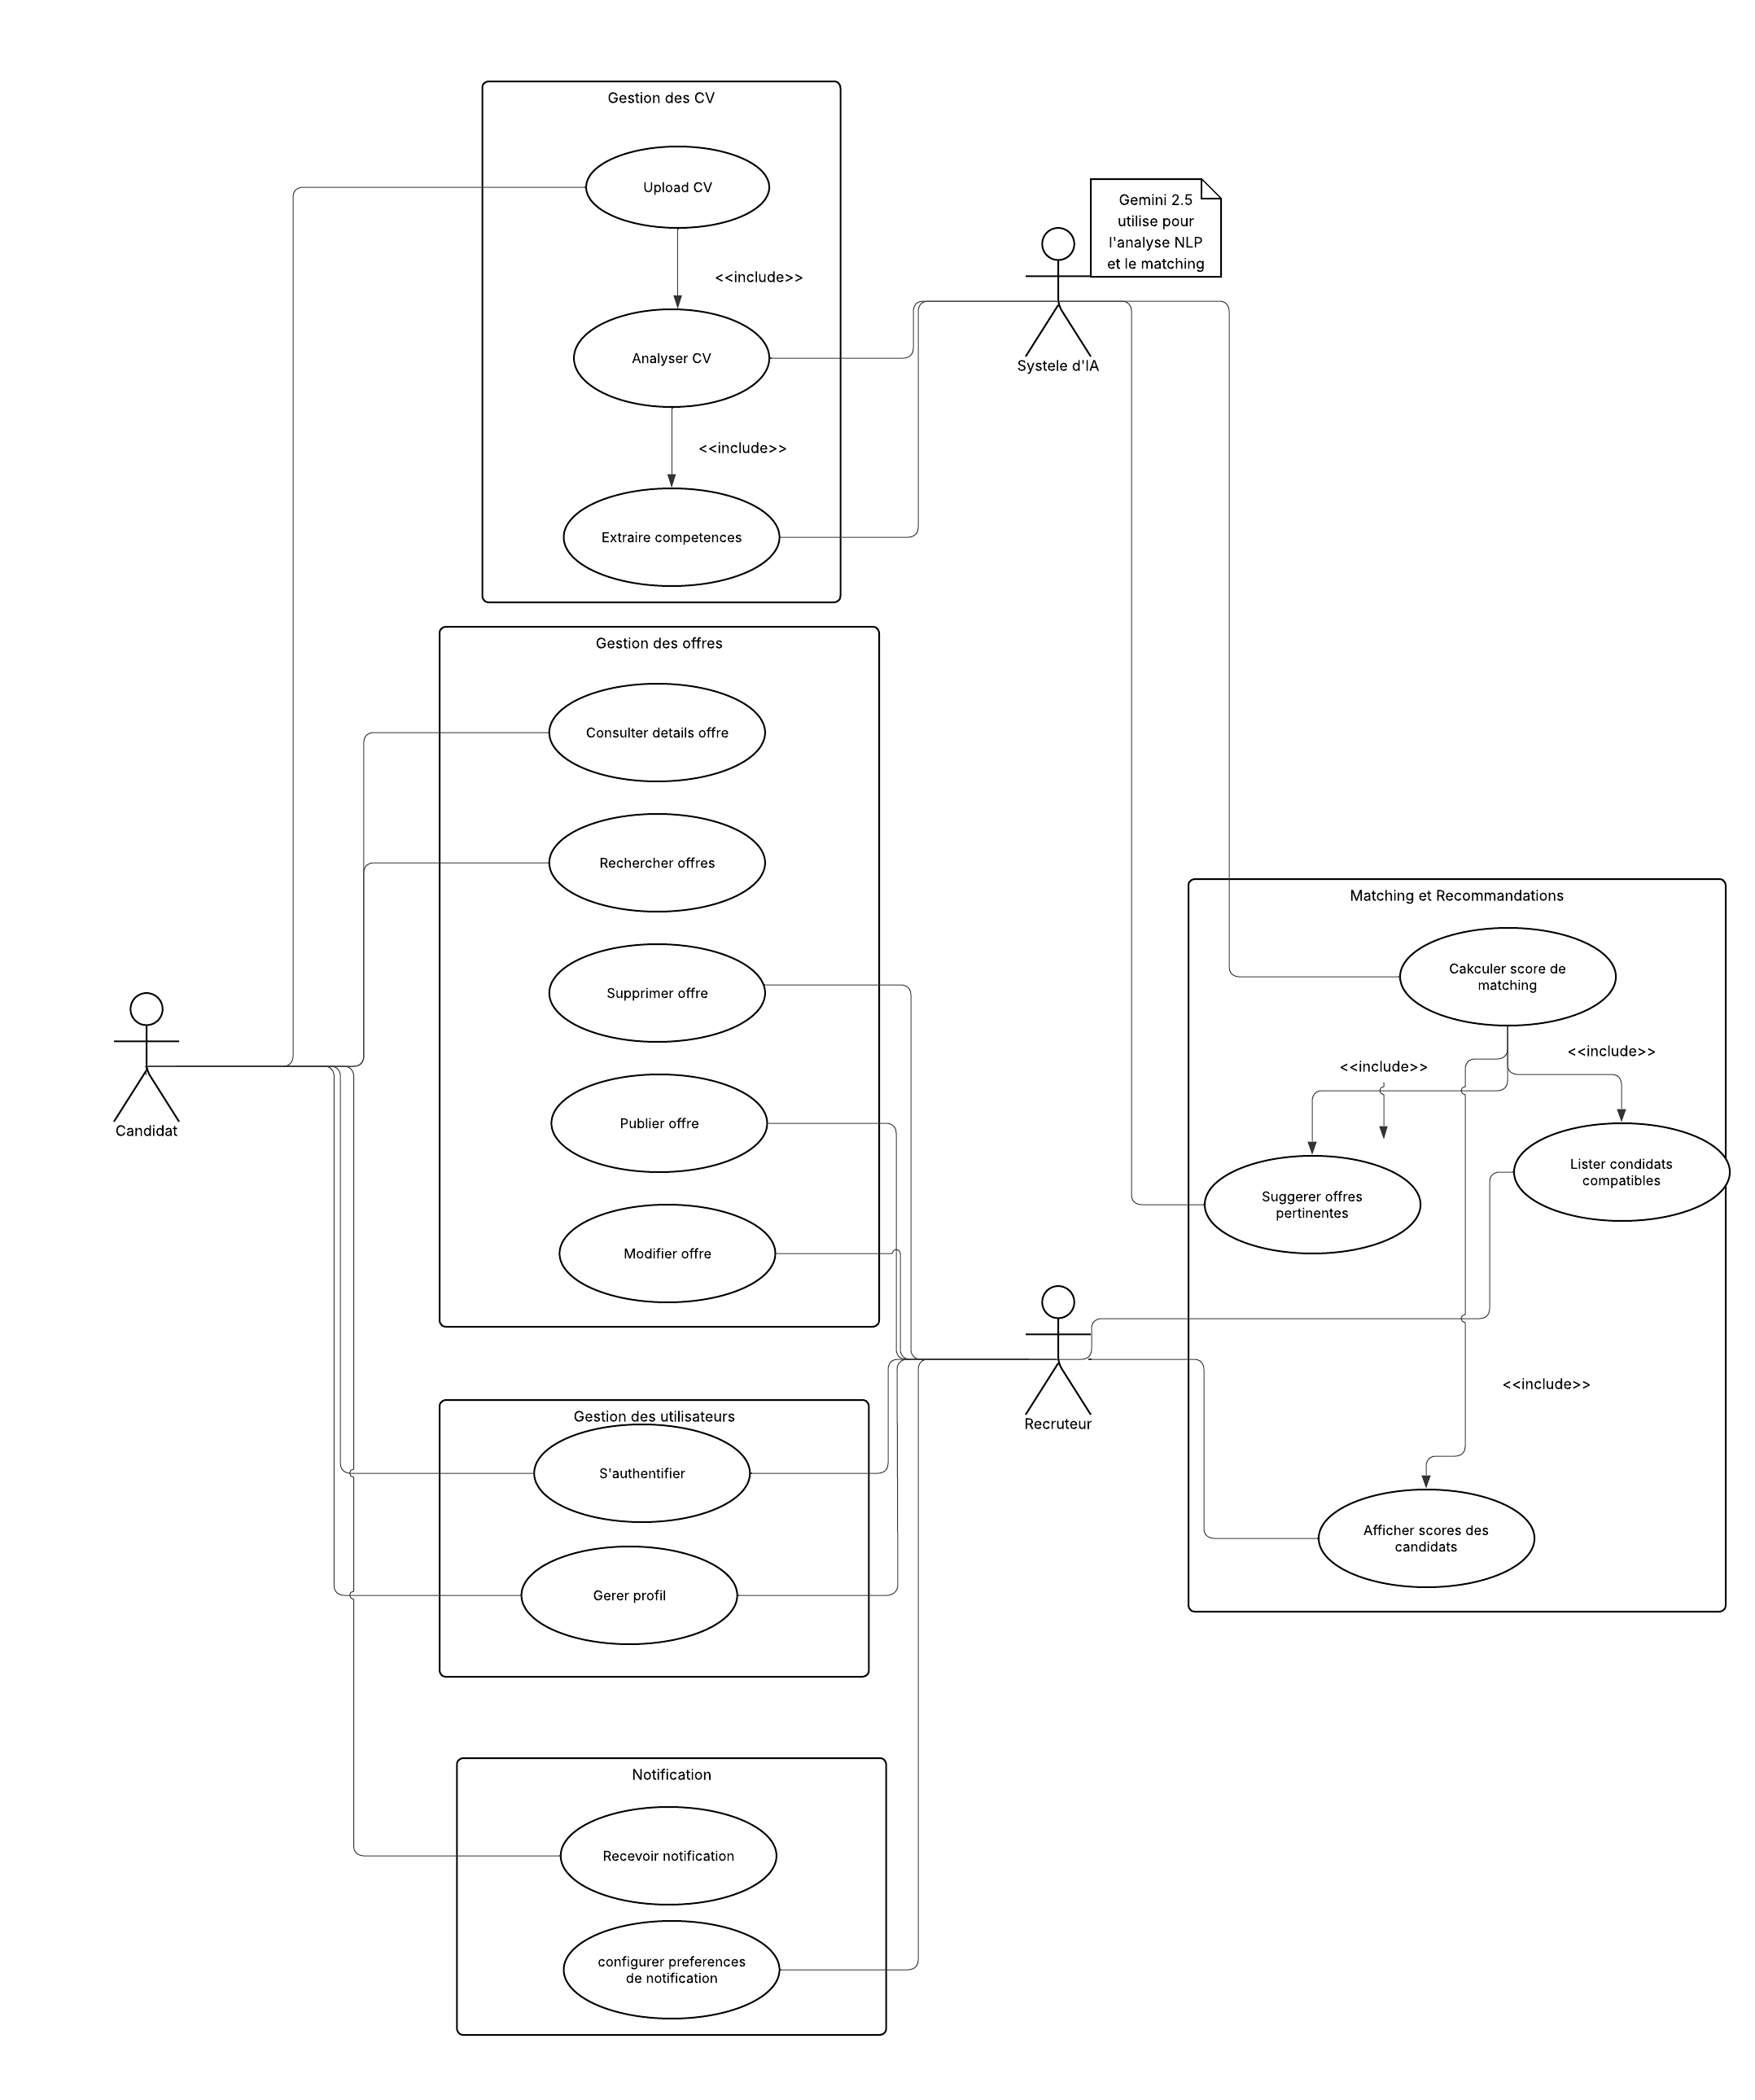 Gestion des CV
Upload CV
<<include>>
Analyser CV
<<include>>
Extraire competences
Gemini 2.5
utilise pour
l'analyse NLP
et le matching
Systele d'IA
Gestion des offres
Consulter details offre
Rechercher offres
Supprimer offre
Publier offre
Modifier offre
Candidat
Matching et Recommandations
Cakculer score de
matching
<<include>>
<<include>>
Suggerer offres
pertinentes
Lister condidats
compatibles
<<include>>
Afficher scores des
candidats
Recruteur
Gestion des utilisateurs
S'authentifier
Gerer profil
Notification
Recevoir notification
configurer preferences
de notification